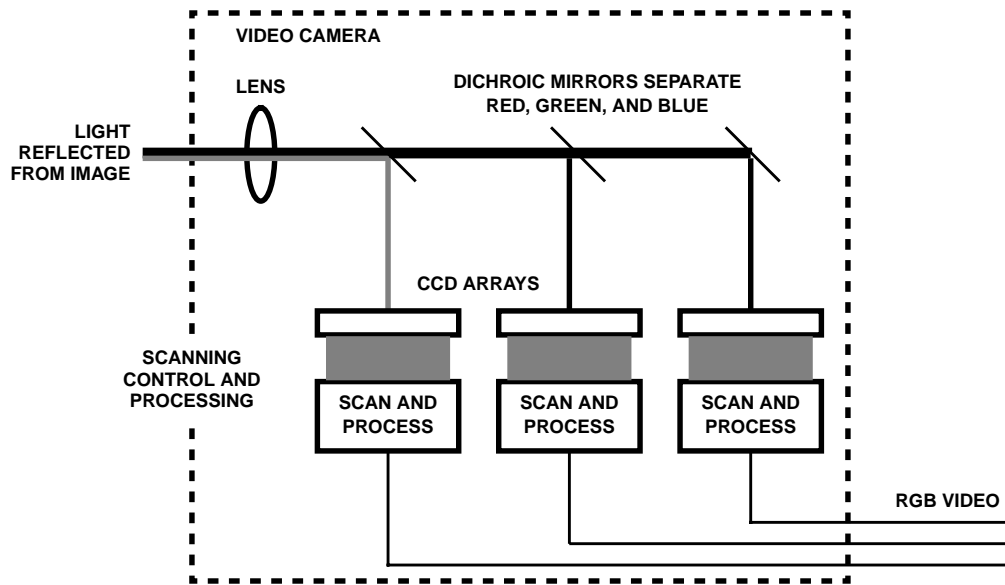 VIDEO CAMERA
LENS
DICHROIC MIRRORS SEPARATE
RED, GREEN, AND BLUE
LIGHT
REFLECTED
FROM IMAGE
CCD ARRAYS
SCANNING
CONTROL AND
PROCESSING
SCAN AND
PROCESS
SCAN AND
PROCESS
SCAN AND
PROCESS
RGB VIDEO